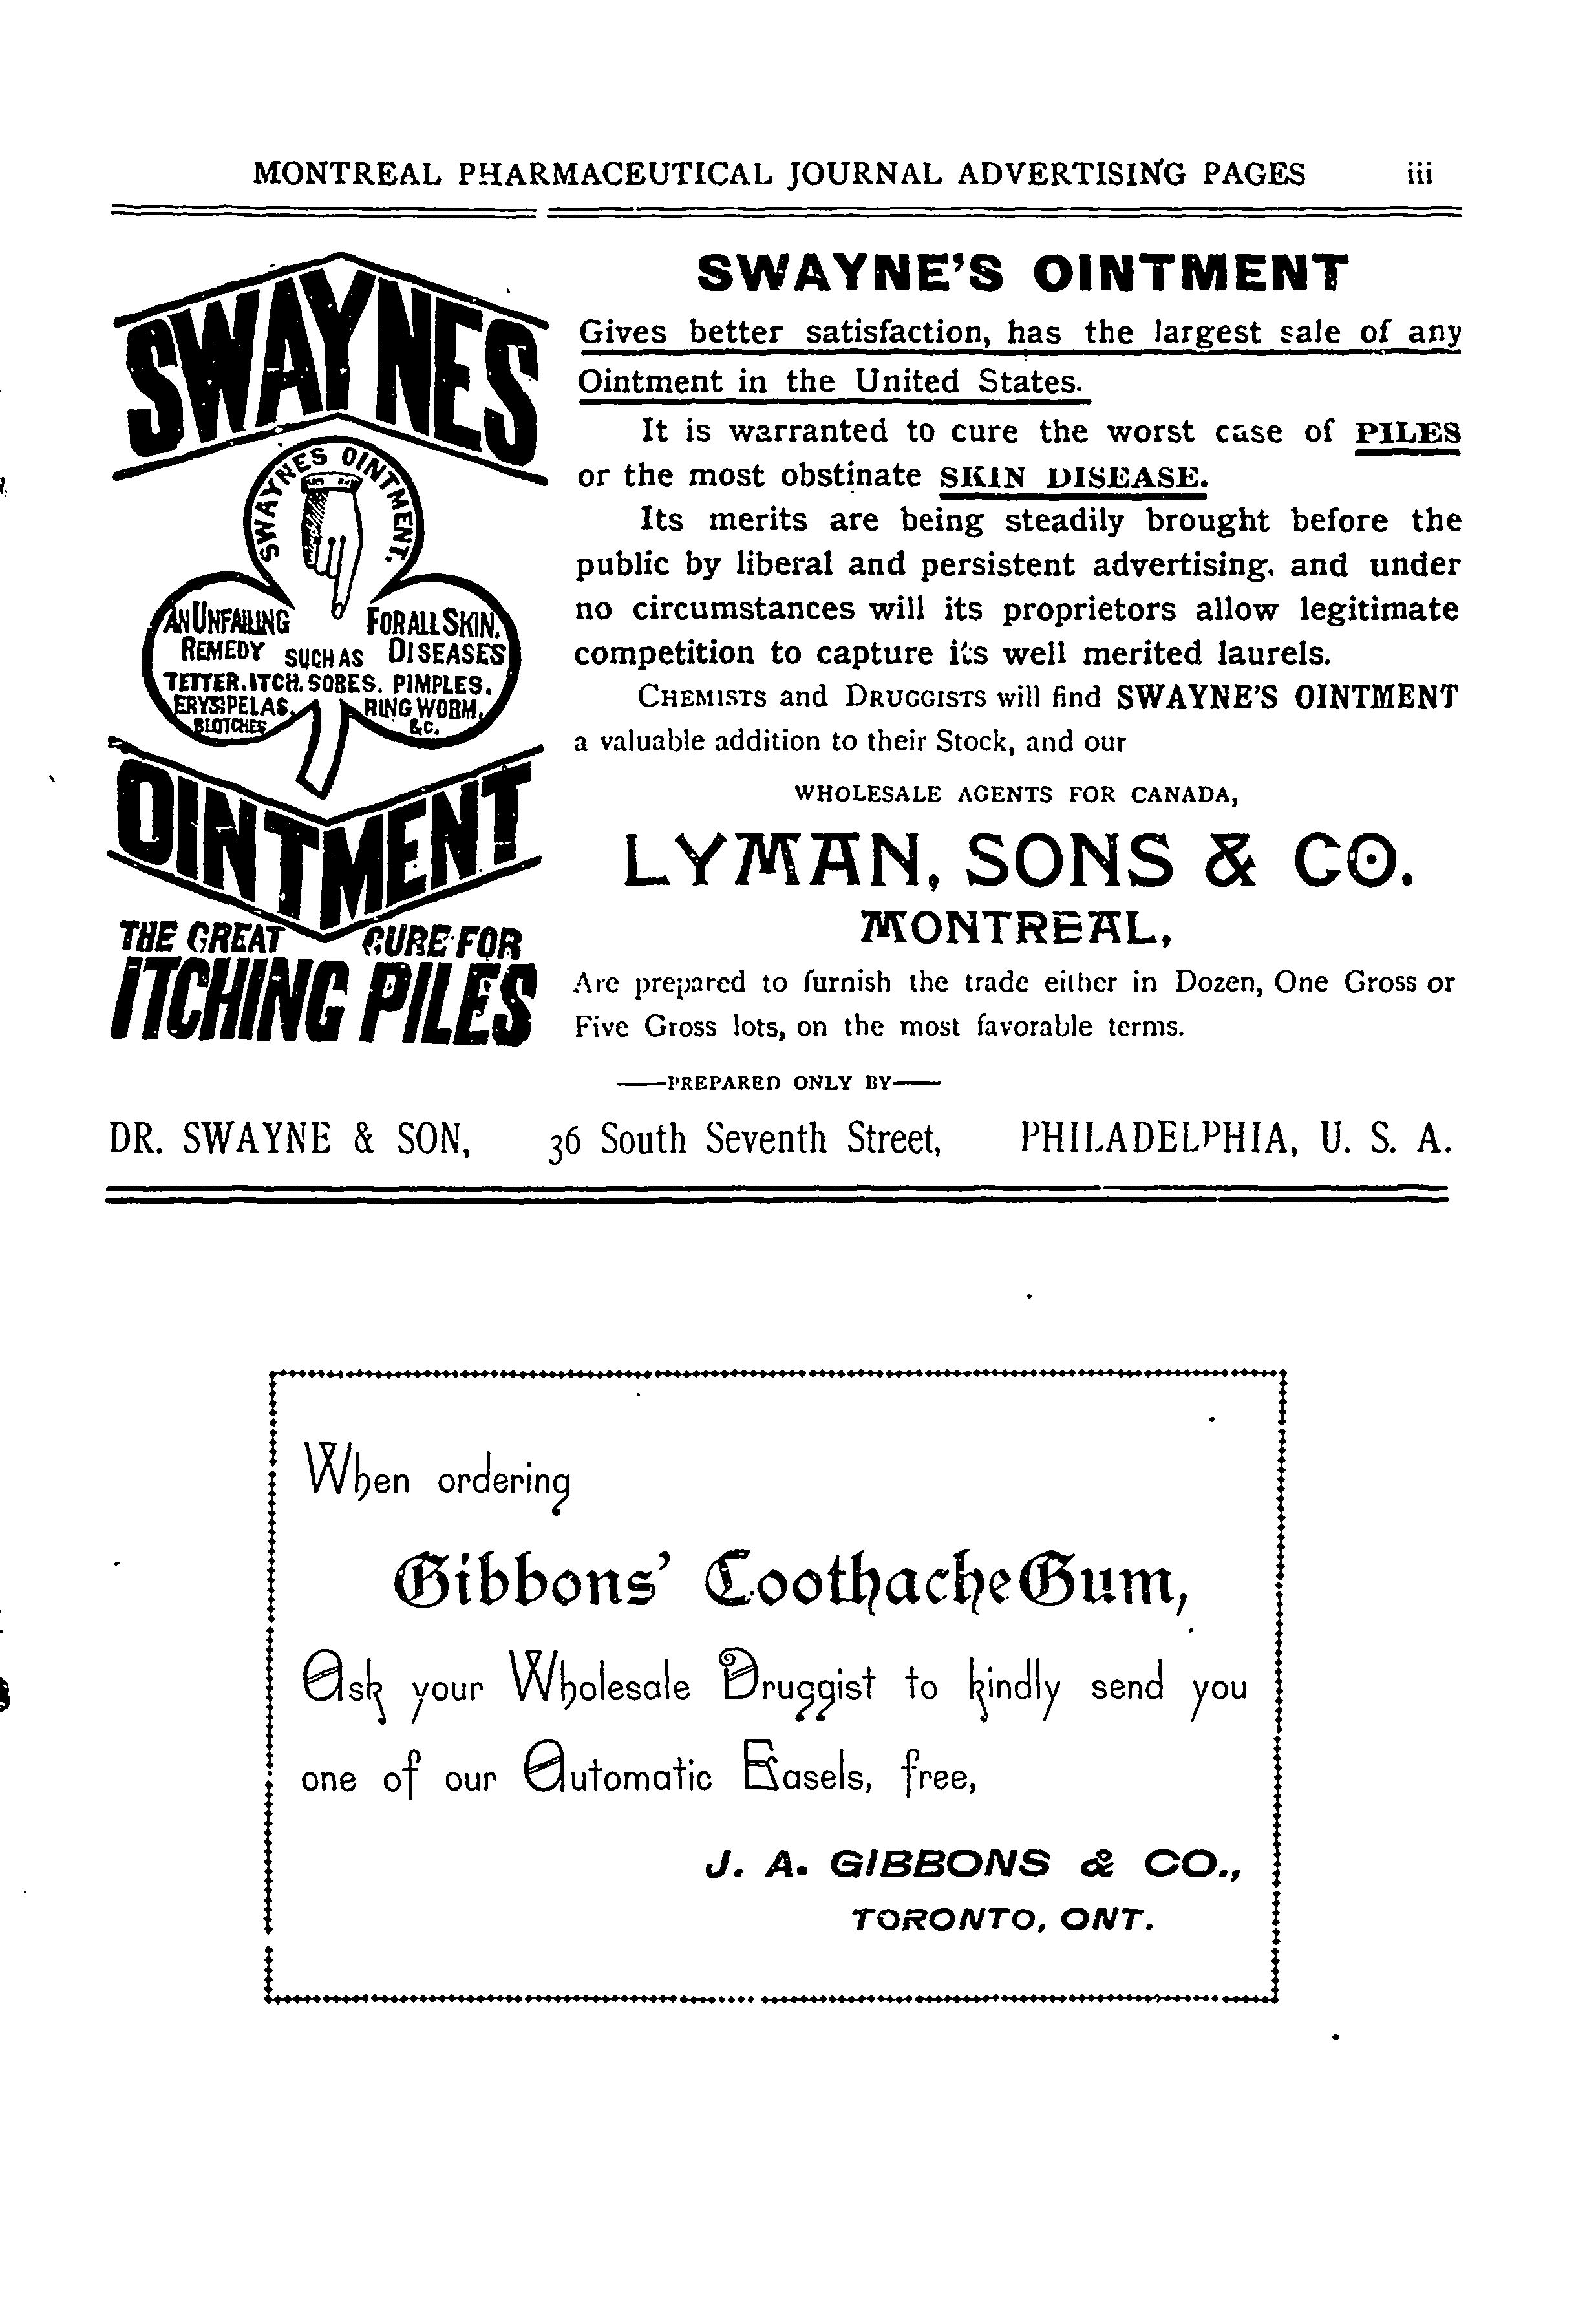 MONTREAL PHARMACEUTICAL JOURNAL ADVERTISING PAGES iii
SWAYNES
SWAYNES OINTMENT.
AN UNFAILING FOR ALL SKIN.
REMEDY SUCH AS DISEASES
TETTER. ITCH. SORES. PIMPLES.
ERYSIPELAS. RING WORM.
BLOTCHES &C.
OINTMENT
THE GREAT CURE FOR
ITCHING PILES
SWAYNE'S OINTMENT
Gives better satisfaction, has the largest sale of any
Ointment in the United States.
It is warranted to cure the worst case of PILES
or the most obstinate SKIN DISEASE.
Its merits are being steadily brought before the
public by liberal and persistent advertising, and under
no circumstances will its proprietors allow legitimate
competition to capture its well merited laurels.
CHEMISTS and DRUGGISTS will find SWAYNE'S OINTMENT
a valuable addition to their Stock, and our
WHOLESALE AGENTS FOR CANADA,
LYMAN, SONS & CO.
MONTREAL,
Are prepared to furnish the trade either in Dozen, One Gross or
Five Gross lots, on the most favorable terms.
——PREPARED ONLY BY——
DR. SWAYNE & SON, 36 South Seventh Street, PHILADELPHIA, U. S. A.
When ordering
Gibbons' Toothache Gum,
Ask your Wholesale Druggist to kindly send you
one of our Automatic Easels, free,
J. A. GIBBONS & CO.,
TORONTO, ONT.